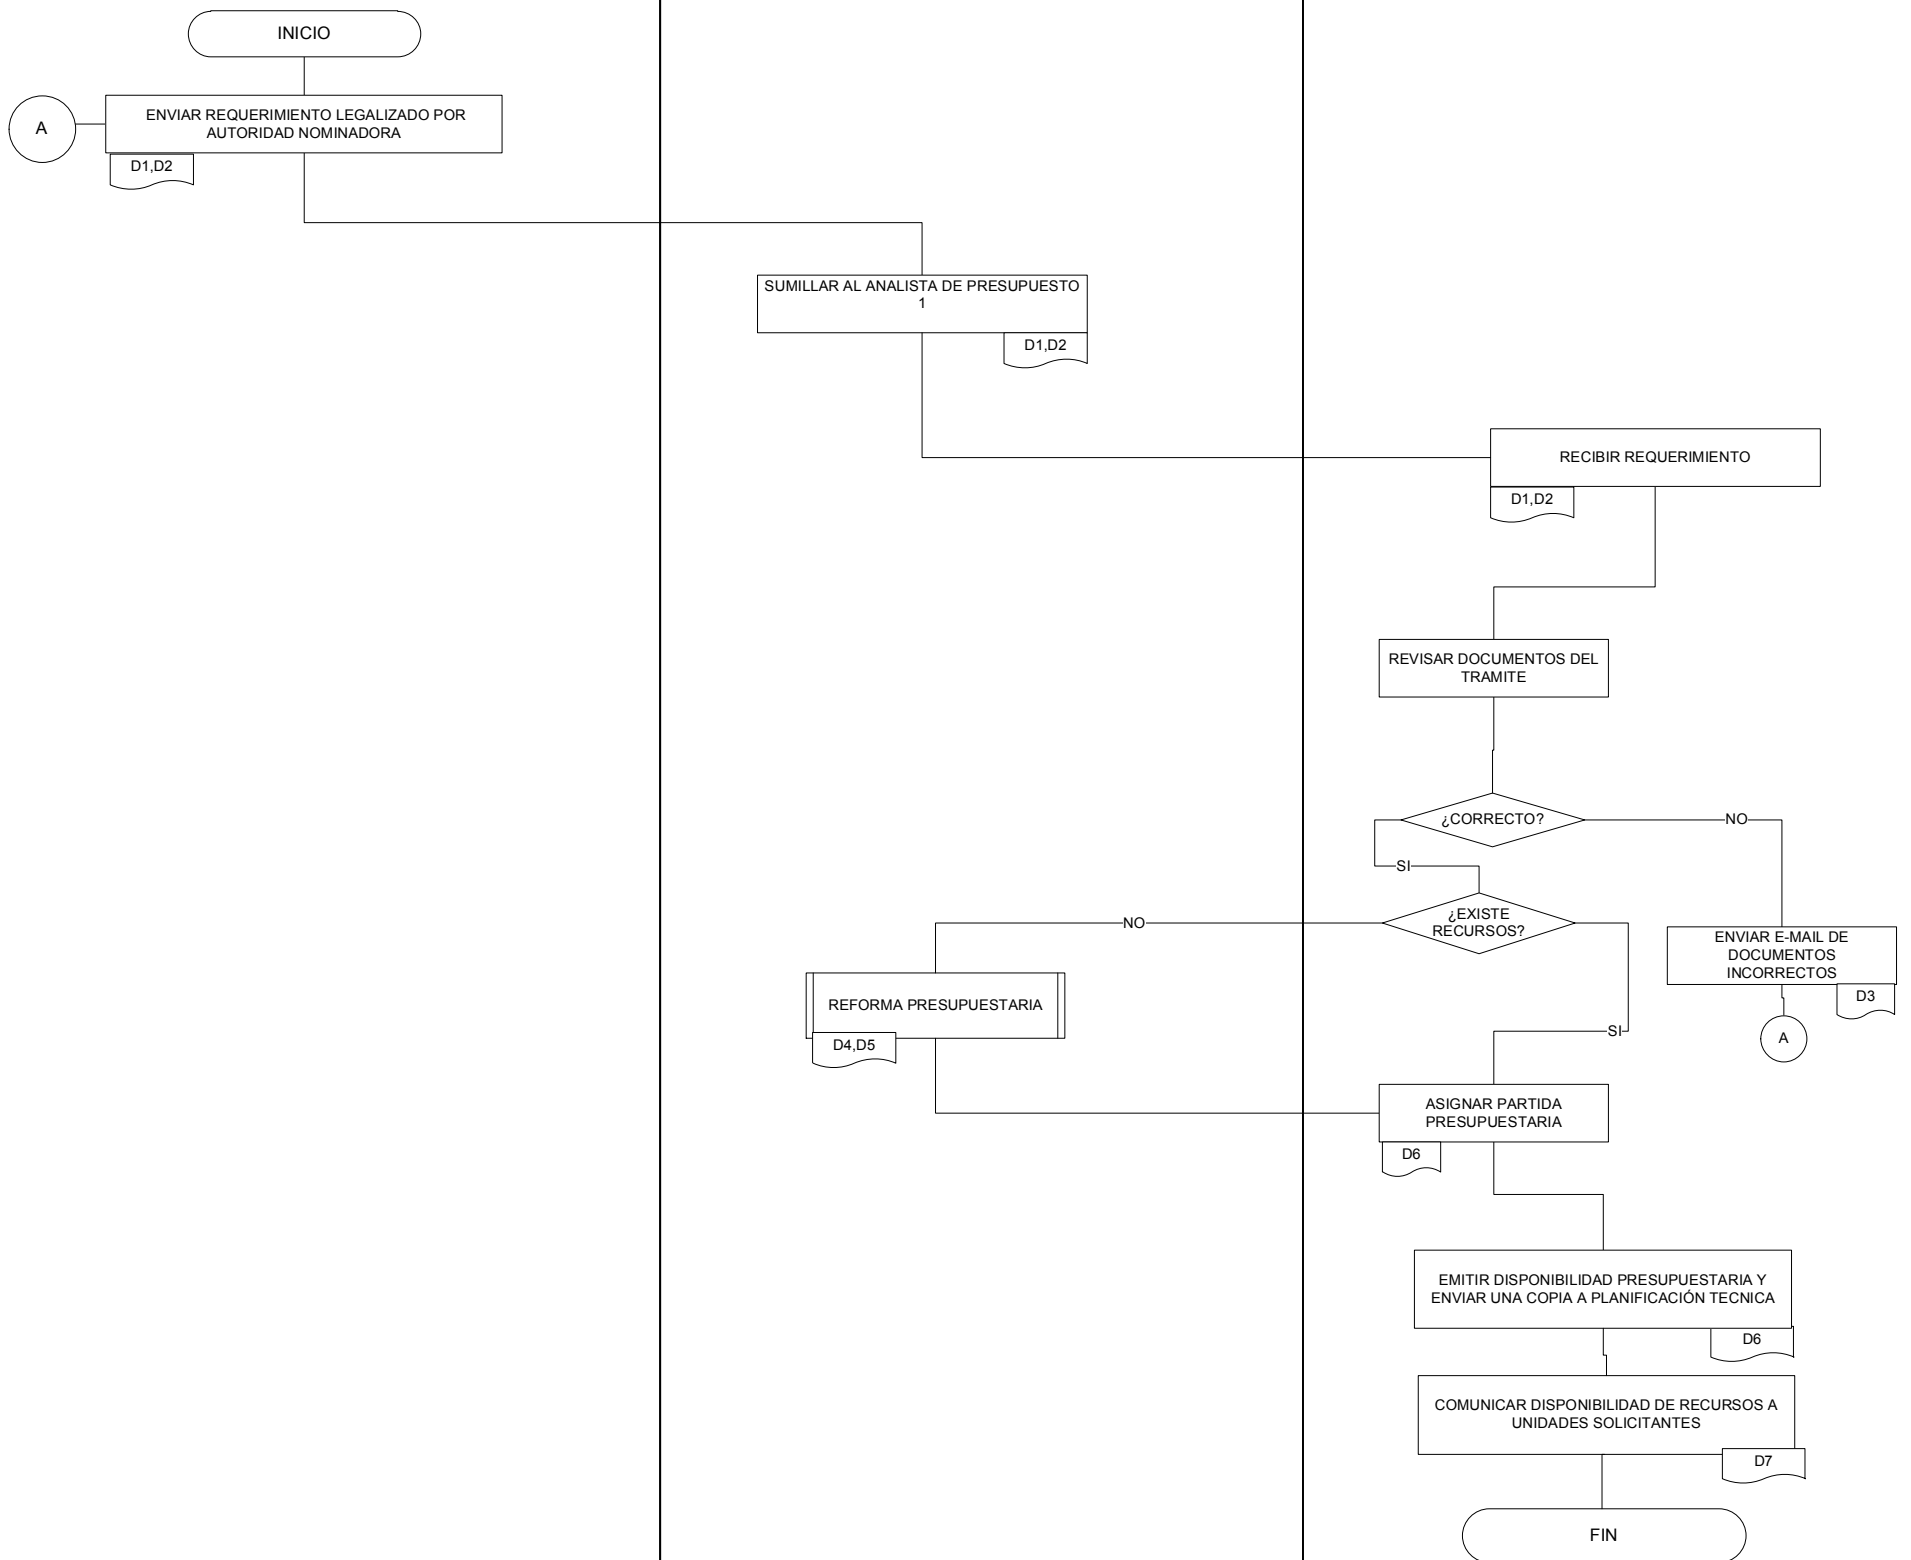 INICIO
A
ENVIAR REQUERIMIENTO LEGALIZADO POR
AUTORIDAD NOMINADORA
D1,D2
SUMILLAR AL ANALISTA DE PRESUPUESTO
1
D1,D2
RECIBIR REQUERIMIENTO
D1,D2
REVISAR DOCUMENTOS DEL
TRAMITE
¿CORRECTO?
NO
SI
¿EXISTE
RECURSOS?
NO
ENVIAR E-MAIL DE
DOCUMENTOS
INCORRECTOS
D3
REFORMA PRESUPUESTARIA
D4,D5
SI
A
ASIGNAR PARTIDA
PRESUPUESTARIA
D6
EMITIR DISPONIBILIDAD PRESUPUESTARIA Y
ENVIAR UNA COPIA A PLANIFICACIÓN TECNICA
D6
COMUNICAR DISPONIBILIDAD DE RECURSOS A
UNIDADES SOLICITANTES
D7
FIN